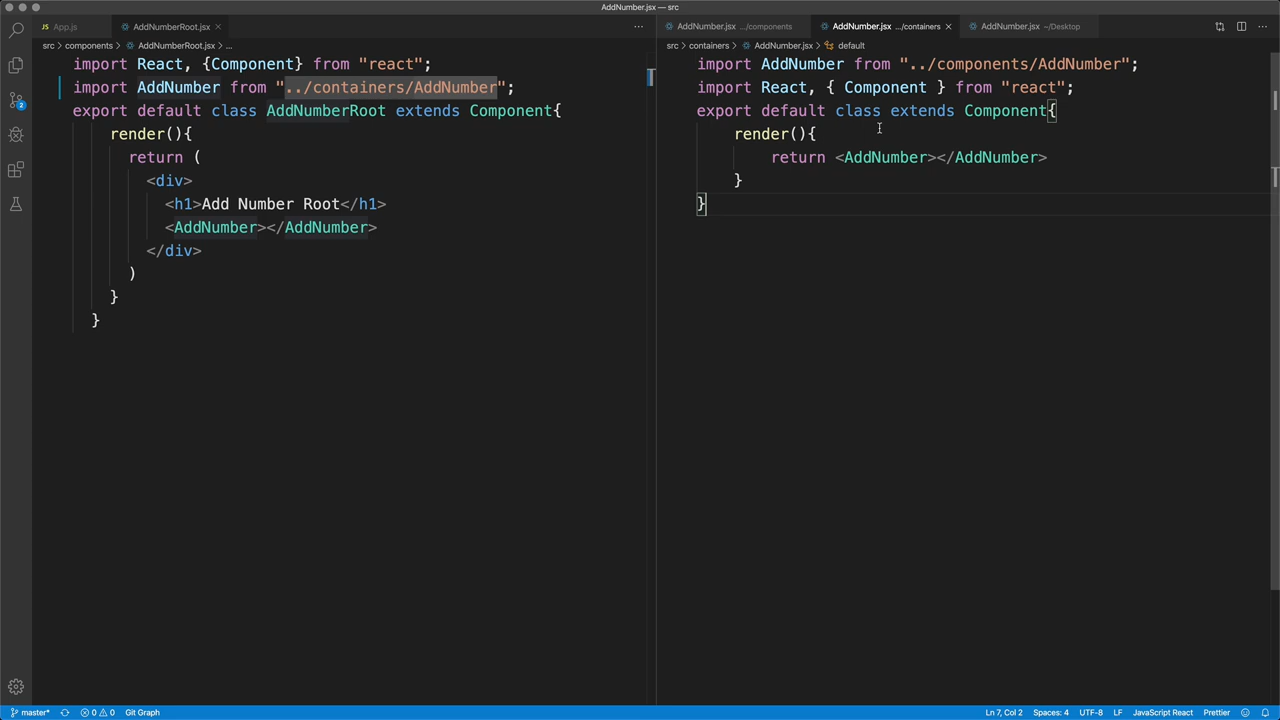 AddNumber.jsx — src
App.js
AddNumberRoot.jsx
src > components > AddNumberRoot.jsx > ...
import React, {Component} from "react";
import AddNumber from "../containers/AddNumber";
export default class AddNumberRoot extends Component{
render(){
return (
<div>
<h1>Add Number Root</h1>
<AddNumber></AddNumber>
</div>
)
}
}
AddNumber.jsx .../components
AddNumber.jsx .../containers
AddNumber.jsx ~/Desktop
src > containers > AddNumber.jsx > default
import AddNumber from "../components/AddNumber";
import React, { Component } from "react";
export default class extends Component{
render(){
return <AddNumber></AddNumber>
}
}
2
master*
0
0
Git Graph
Ln 7, Col 2
Spaces: 4
UTF-8
LF
JavaScript React
Prettier